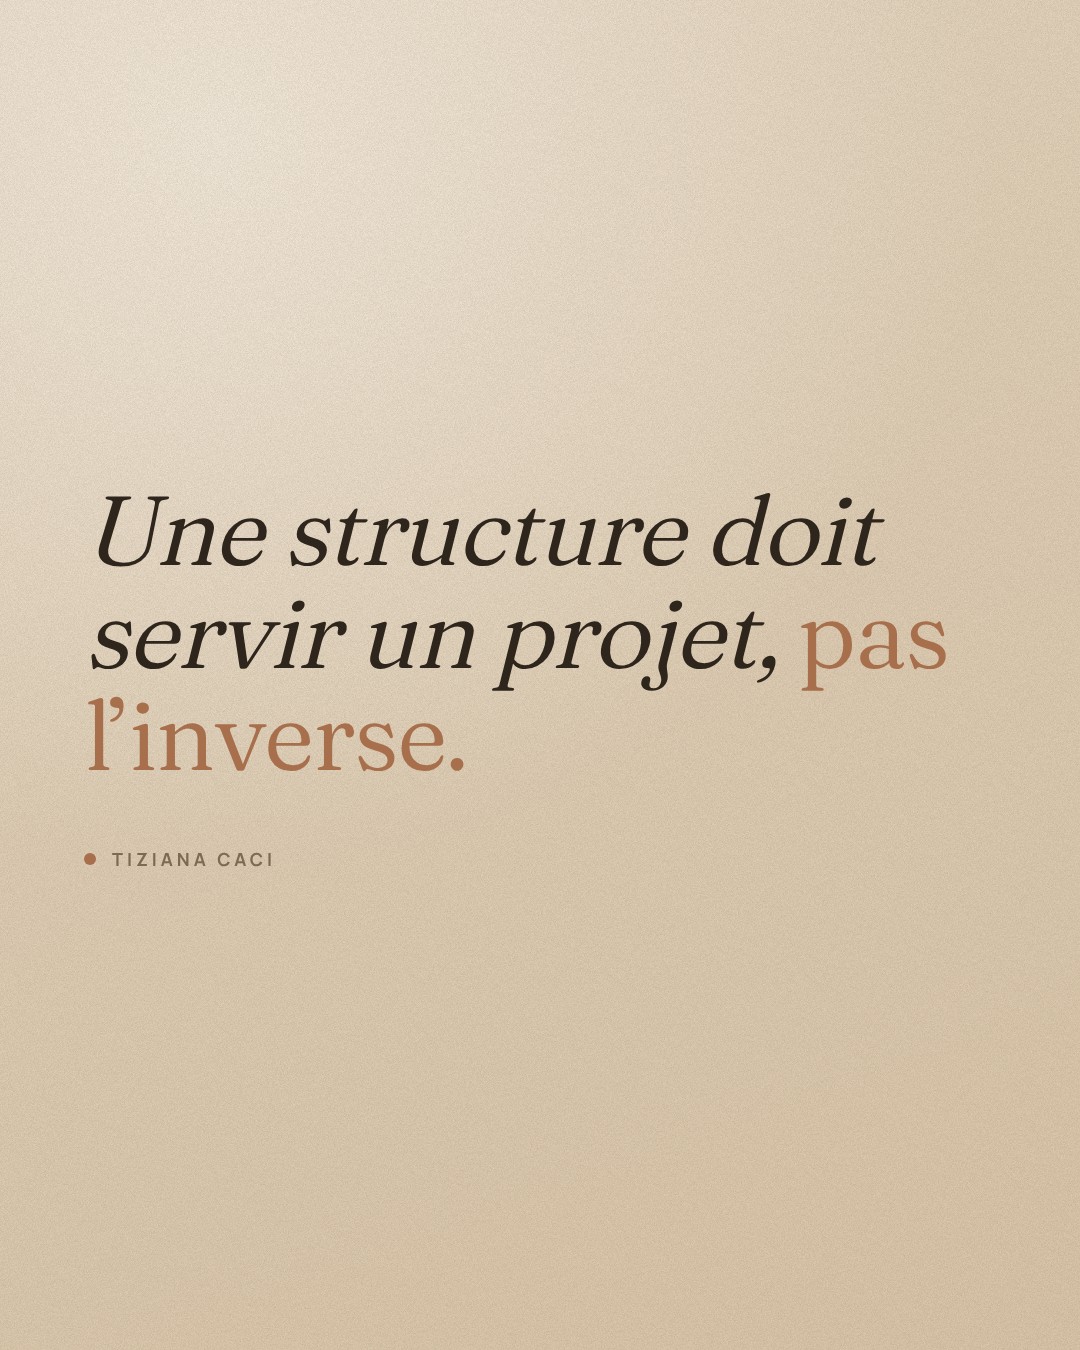 Une structure doit
servir un projet, pas
l’inverse.
TIZIANA CACI